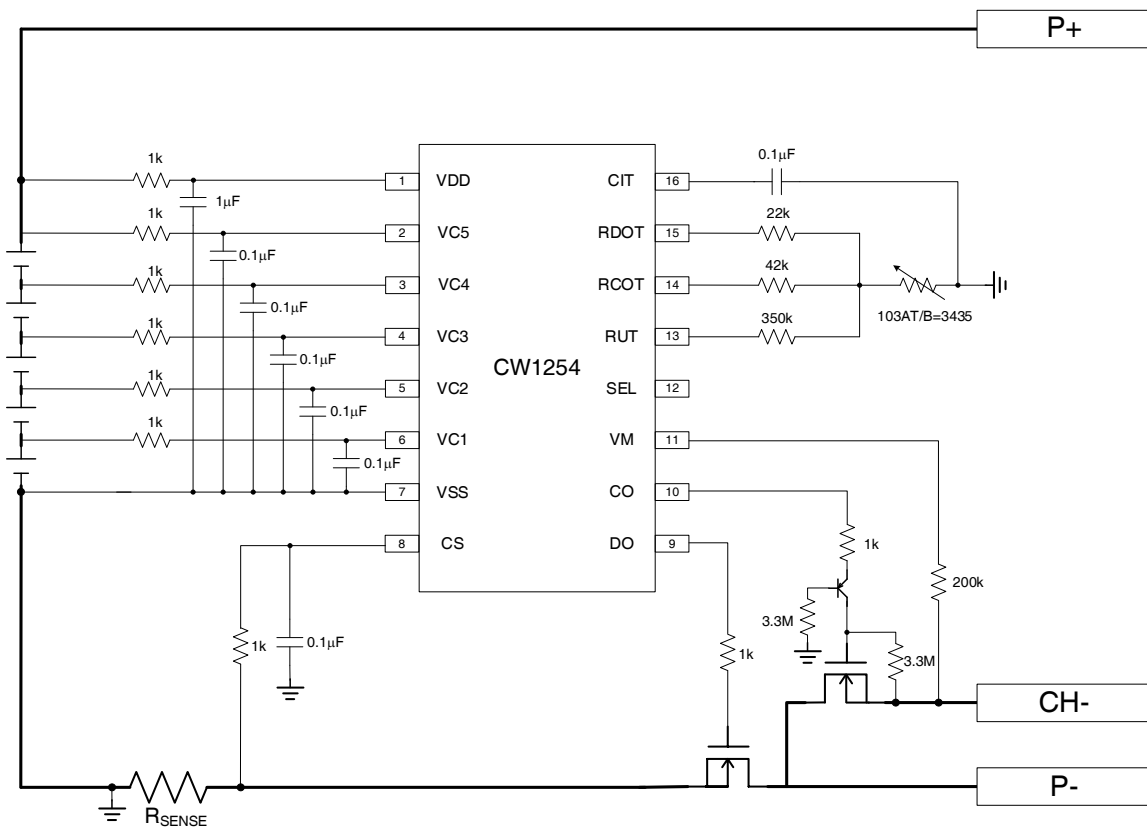 P+
1k
1μF
1 VDD
CIT 16
0.1μF
1k
0.1μF
2 VC5
RDOT 15
22k
1k
0.1μF
3 VC4
RCOT 14
42k
103AT/B=3435
1k
0.1μF
4 VC3
RUT 13
350k
CW1254
1k
0.1μF
5 VC2
SEL 12
1k
0.1μF
6 VC1
VM 11
7 VSS
CO 10
8 CS
DO 9
1k
200k
3.3M
1k
0.1μF
1k
3.3M
CH-
P-
RSENSE